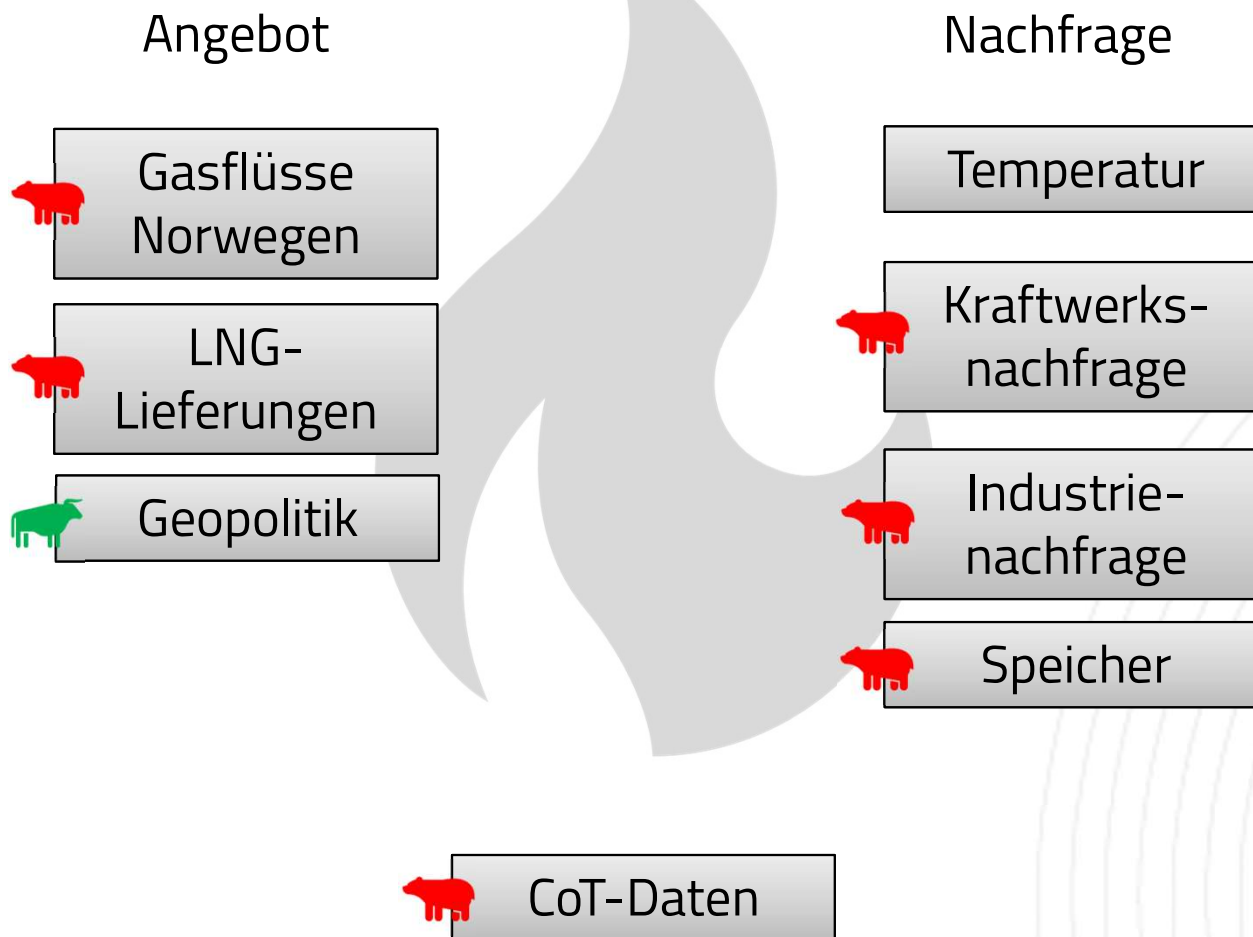 Angebot
Gasflüsse
Norwegen
LNG-
Lieferungen
Geopolitik
Nachfrage
Temperatur
Kraftwerks-
nachfrage
Industrie-
nachfrage
Speicher
CoT-Daten